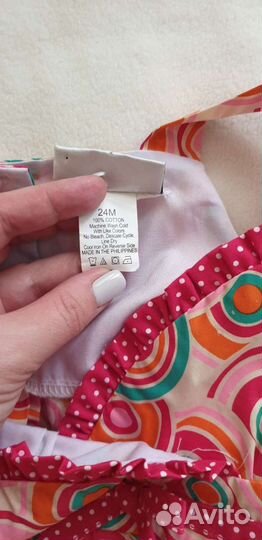 24M
100% COTTON
Machine Wash Cold
With Like Colors
No Bleach, Delicate Cycle,
Line Dry
Cool Iron On Reverse Side
MADE IN THE PHILIPPINES
Avito